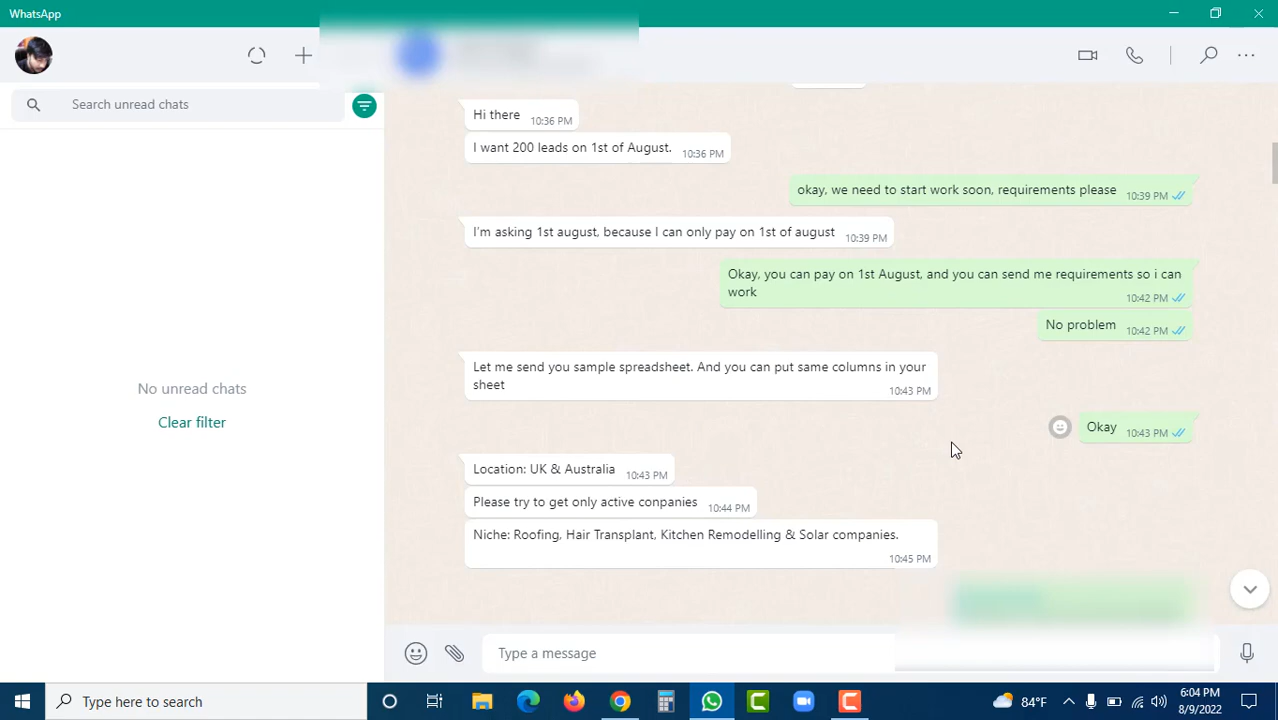 WhatsApp
Search unread chats
Hi there 10:36 PM
I want 200 leads on 1st of August. 10:36 PM
okay, we need to start work soon, requirements please 10:39 PM
I'm asking 1st august, because I can only pay on 1st of august 10:39 PM
Okay, you can pay on 1st August, and you can send me requirements so i can
work 10:42 PM
No problem 10:42 PM
Let me send you sample spreadsheet. And you can put same columns in your
sheet 10:43 PM
No unread chats
Clear filter
Okay 10:43 PM
Location: UK & Australia 10:43 PM
Please try to get only active conpanies 10:44 PM
Niche: Roofing, Hair Transplant, Kitchen Remodelling & Solar companies.
10:45 PM
Type a message
Type here to search
84°F
6:04 PM
8/9/2022